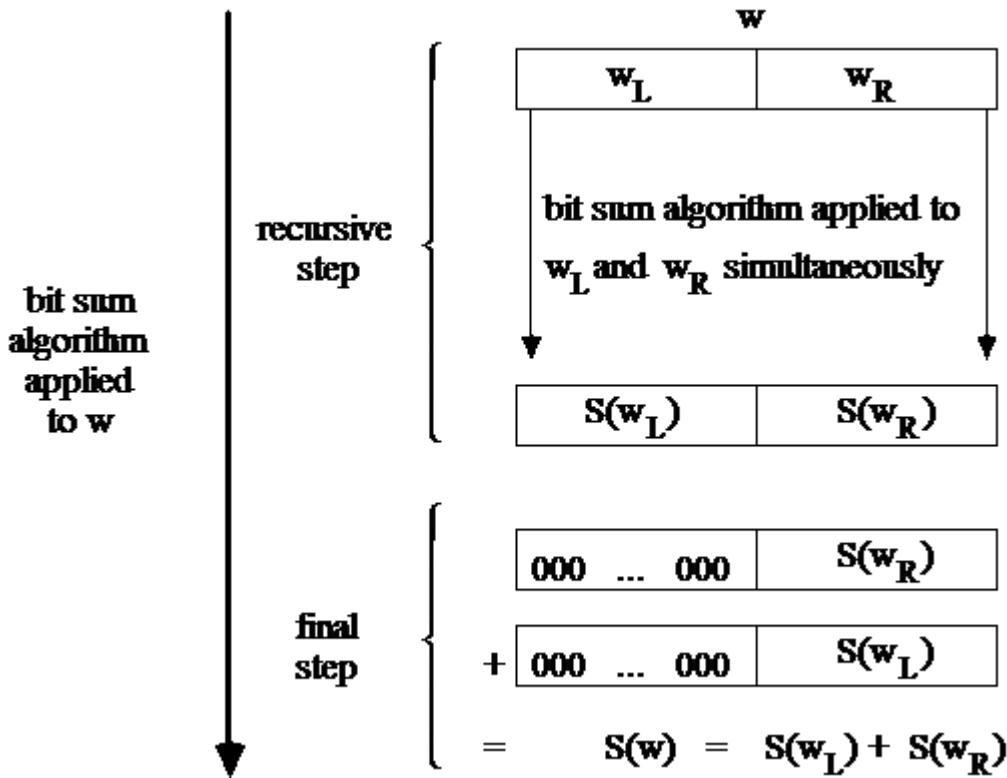 w
w_L w_R
bit sum algorithm applied to
w_L and w_R simultaneously
recursive
step
bit sum
algorithm
applied
to w
S(w_L) S(w_R)
000 ... 000 S(w_R)
final
step
+ 000 ... 000 S(w_L)
= S(w) = S(w_L) + S(w_R)